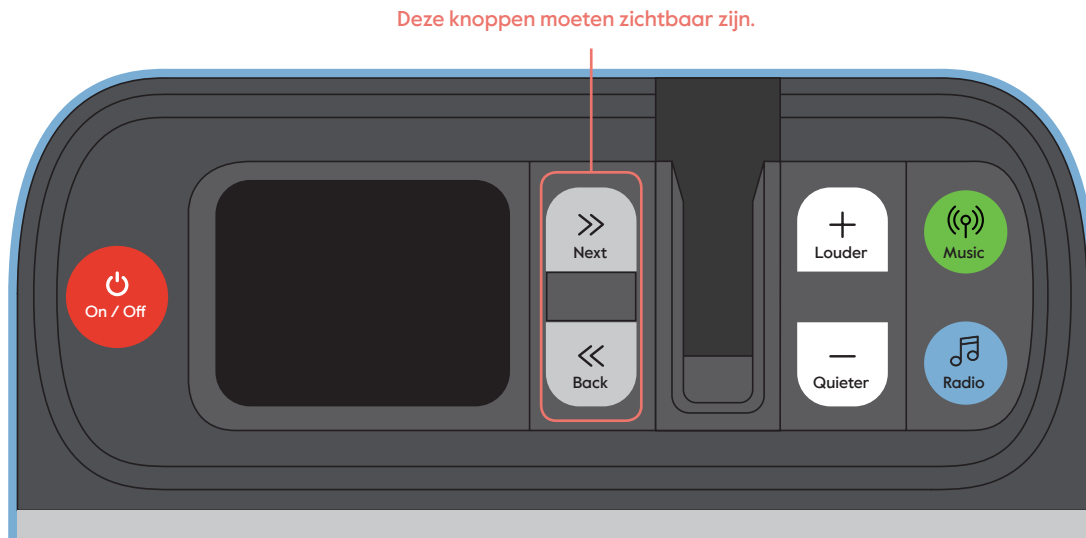 Deze knoppen moeten zichtbaar zijn.
On / Off
Next
Back
Louder
Quieter
Music
Radio